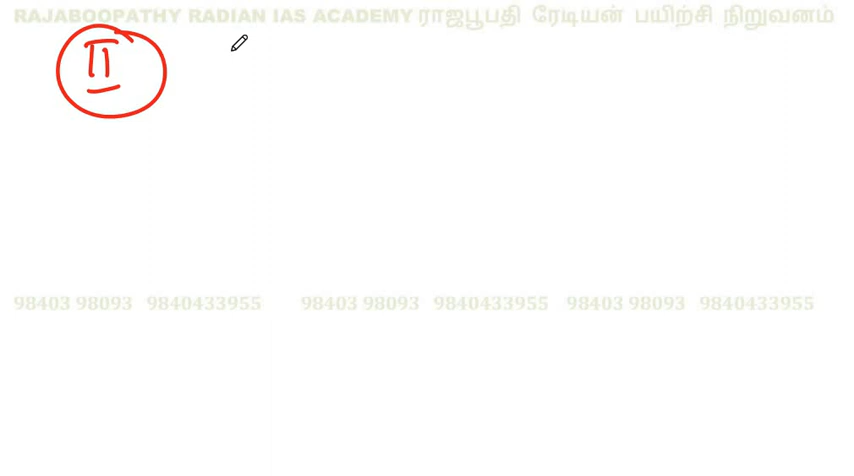 RAJABOOPATHY RADIAN IAS ACADEMY ராஜபூபதி ரேடியன் பயிற்சி நிறுவனம்
II
98403 98093 9840433955 98403 98093 9840433955 98403 98093 9840433955